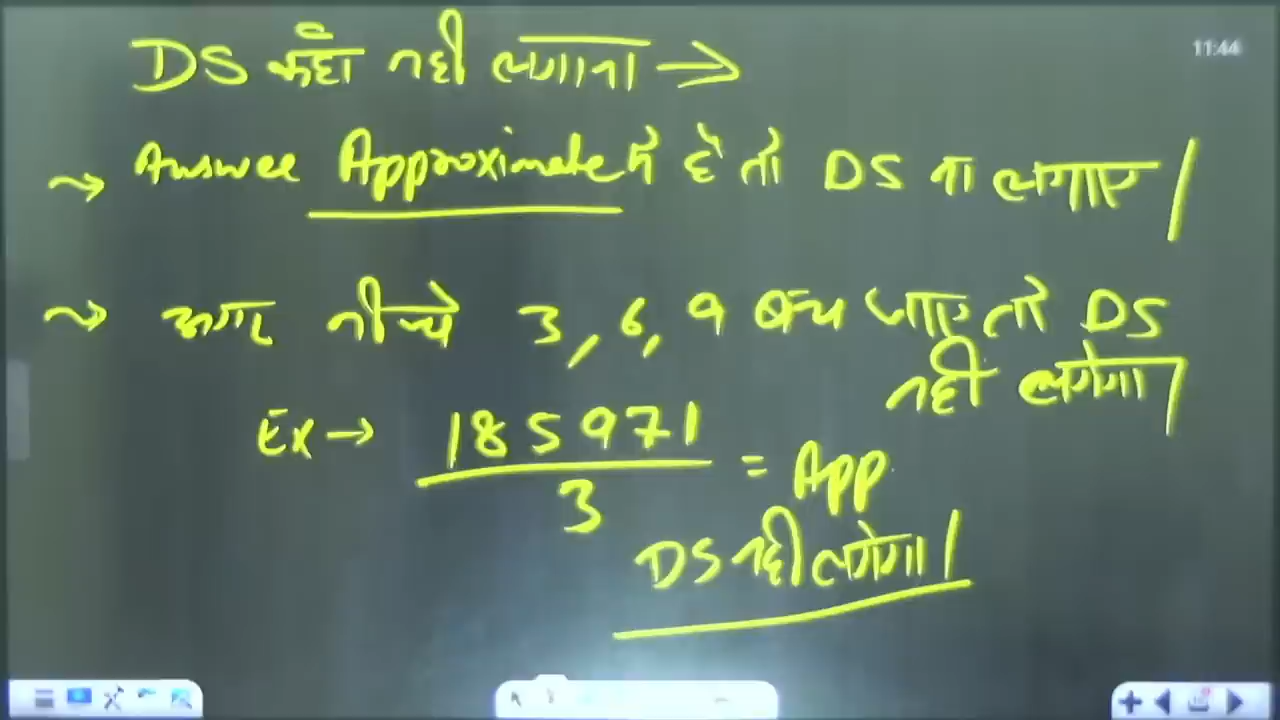 DS कहाँ नही लगाना →
11:44
→ Answer Approximate मे दे तो DS ना लगाए।
→ अगर नीचे 3, 6, 9 बच जाए तो DS
नही लगेगा।
Ex → 185971
3
= App
DS नही लगेगा।